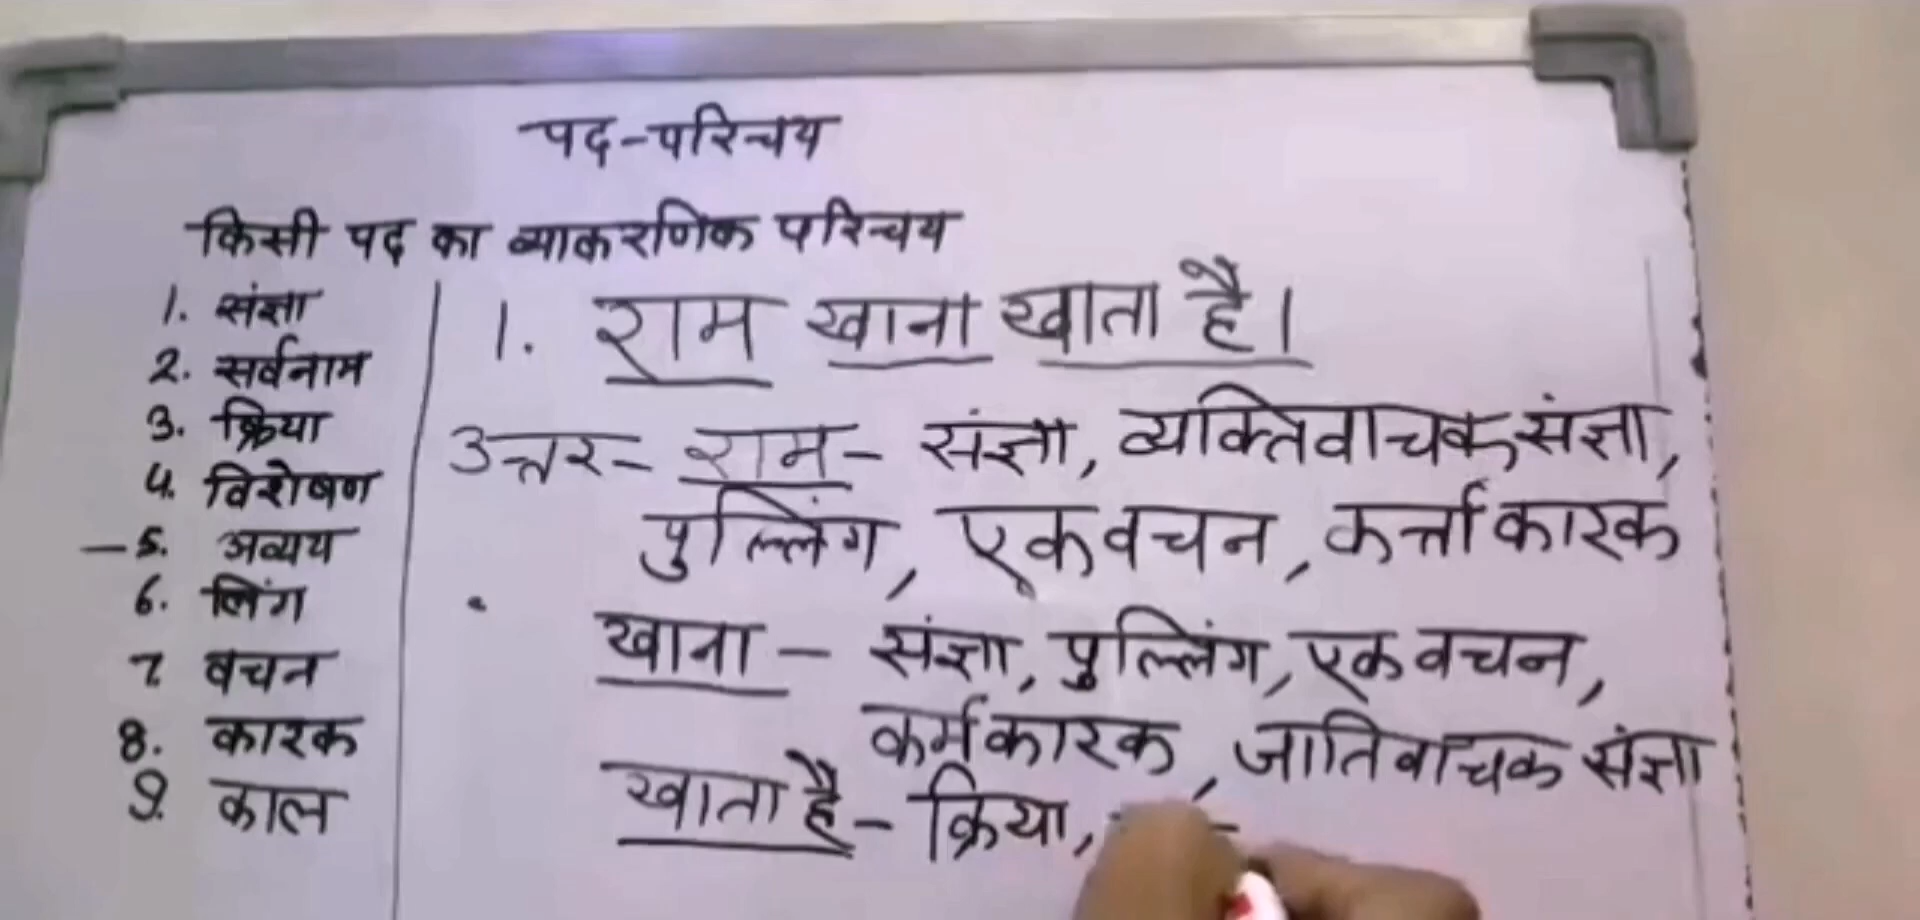 पद-परिचय
किसी पद का व्याकरणिक परिचय
1. संज्ञा
2. सर्वनाम
3. क्रिया
4. विशेषण
5. अव्यय
6. लिंग
7. वचन
8. कारक
9. काल
1. राम खाना खाता है।
उत्तर- राम - संज्ञा, व्यक्तिवाचक संज्ञा,
पुल्लिंग, एकवचन, कर्त्ता कारक
खाना - संज्ञा, पुल्लिंग, एकवचन,
कर्मकारक, जातिवाचक संज्ञा
खाता है - क्रिया,